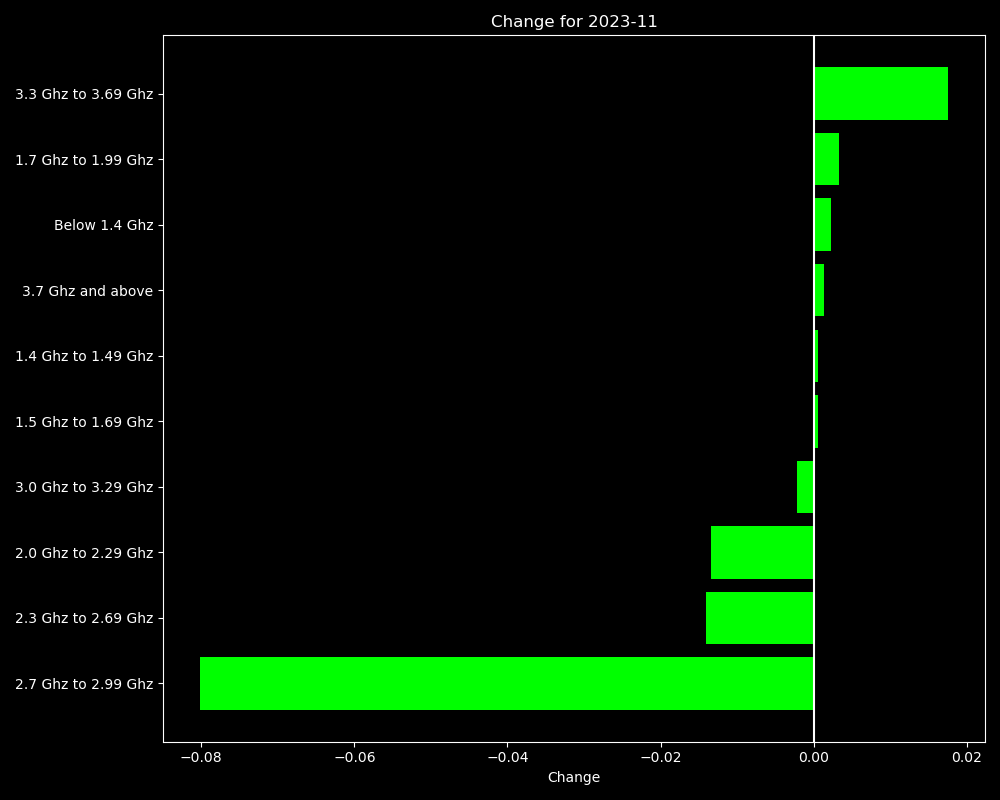 Change for 2023-11
3.3 Ghz to 3.69 Ghz
1.7 Ghz to 1.99 Ghz
Below 1.4 Ghz
3.7 Ghz and above
1.4 Ghz to 1.49 Ghz
1.5 Ghz to 1.69 Ghz
3.0 Ghz to 3.29 Ghz
2.0 Ghz to 2.29 Ghz
2.3 Ghz to 2.69 Ghz
2.7 Ghz to 2.99 Ghz
−0.08 −0.06 −0.04 −0.02 0.00 0.02
Change